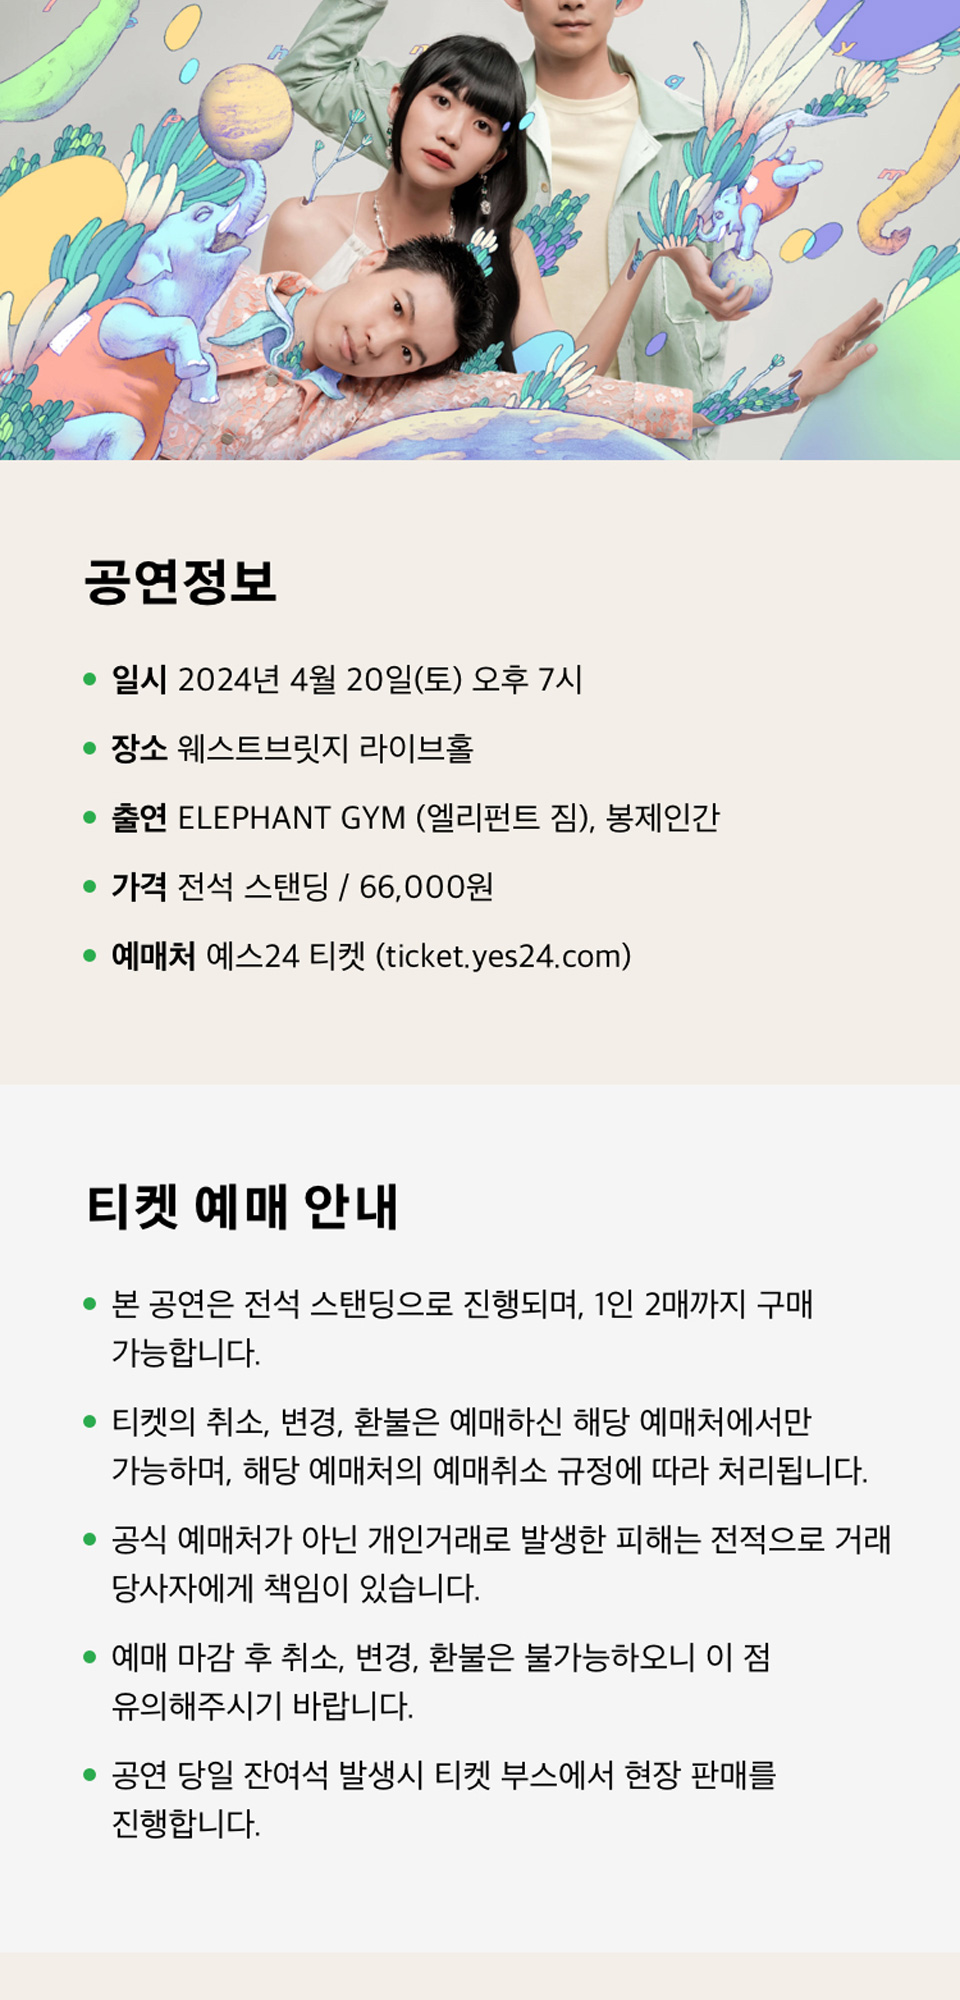 공연정보
일시 2024년 4월 20일(토) 오후 7시
장소 웨스트브릿지 라이브홀
출연 ELEPHANT GYM (엘리펀트 짐), 봉제인간
가격 전석 스탠딩 / 66,000원
예매처 예스24 티켓 (ticket.yes24.com)
티켓 예매 안내
본 공연은 전석 스탠딩으로 진행되며, 1인 2매까지 구매
가능합니다.
티켓의 취소, 변경, 환불은 예매하신 해당 예매처에서만
가능하며, 해당 예매처의 예매취소 규정에 따라 처리됩니다.
공식 예매처가 아닌 개인거래로 발생한 피해는 전적으로 거래
당사자에게 책임이 있습니다.
예매 마감 후 취소, 변경, 환불은 불가능하오니 이 점
유의해주시기 바랍니다.
공연 당일 잔여석 발생시 티켓 부스에서 현장 판매를
진행합니다.